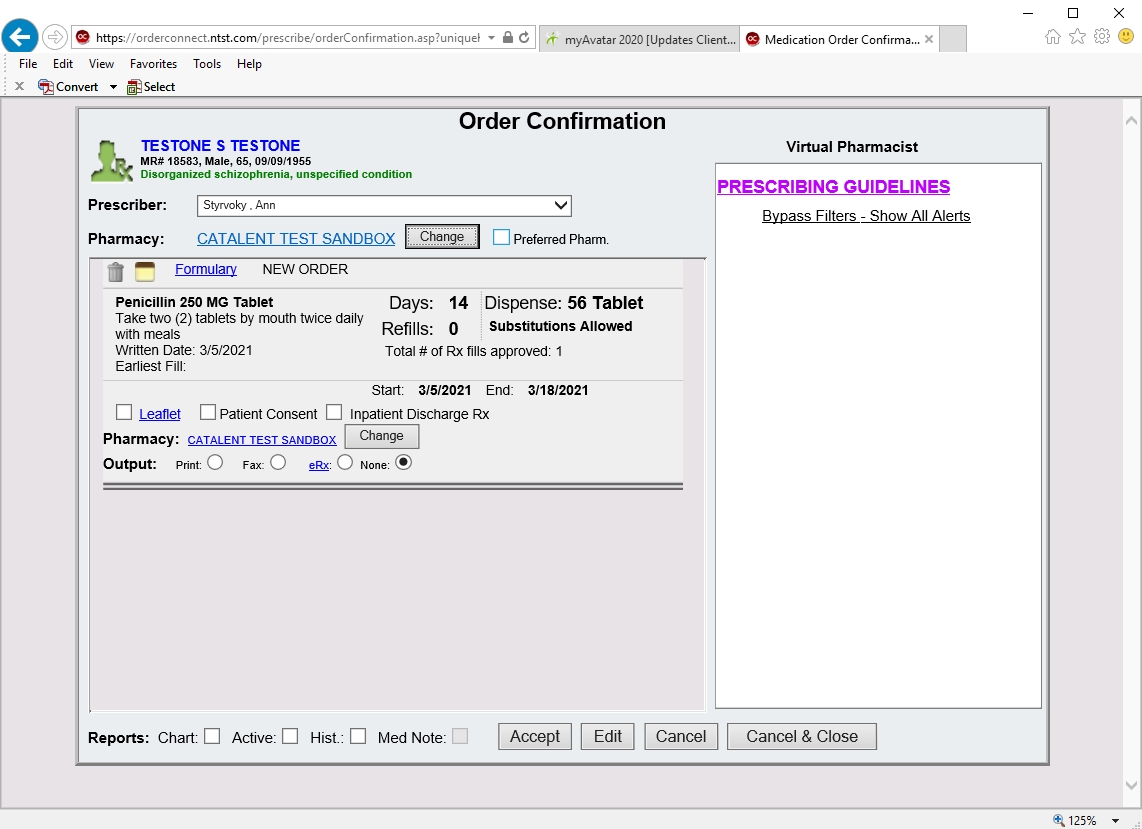 https://orderconnect.ntst.com/prescribe/orderConfirmation.asp?uniqueI
myAvatar 2020 [Updates Client...
Medication Order Confirma...
File Edit View Favorites Tools Help
Convert Select
Order Confirmation
TESTONE S TESTONE
MR# 18583, Male, 65, 09/09/1955
Disorganized schizophrenia, unspecified condition
Prescriber: Styrvoky , Ann
Pharmacy: CATALENT TEST SANDBOX Change Preferred Pharm.
Formulary NEW ORDER
Penicillin 250 MG Tablet
Take two (2) tablets by mouth twice daily
with meals
Written Date: 3/5/2021
Earliest Fill:
Days: 14 Dispense: 56 Tablet
Refills: 0 Substitutions Allowed
Total # of Rx fills approved: 1
Start: 3/5/2021 End: 3/18/2021
Leaflet Patient Consent Inpatient Discharge Rx
Pharmacy: CATALENT TEST SANDBOX Change
Output: Print: Fax: eRx: None:
Virtual Pharmacist
PRESCRIBING GUIDELINES
Bypass Filters - Show All Alerts
Reports: Chart: Active: Hist.: Med Note: Accept Edit Cancel Cancel & Close
125%